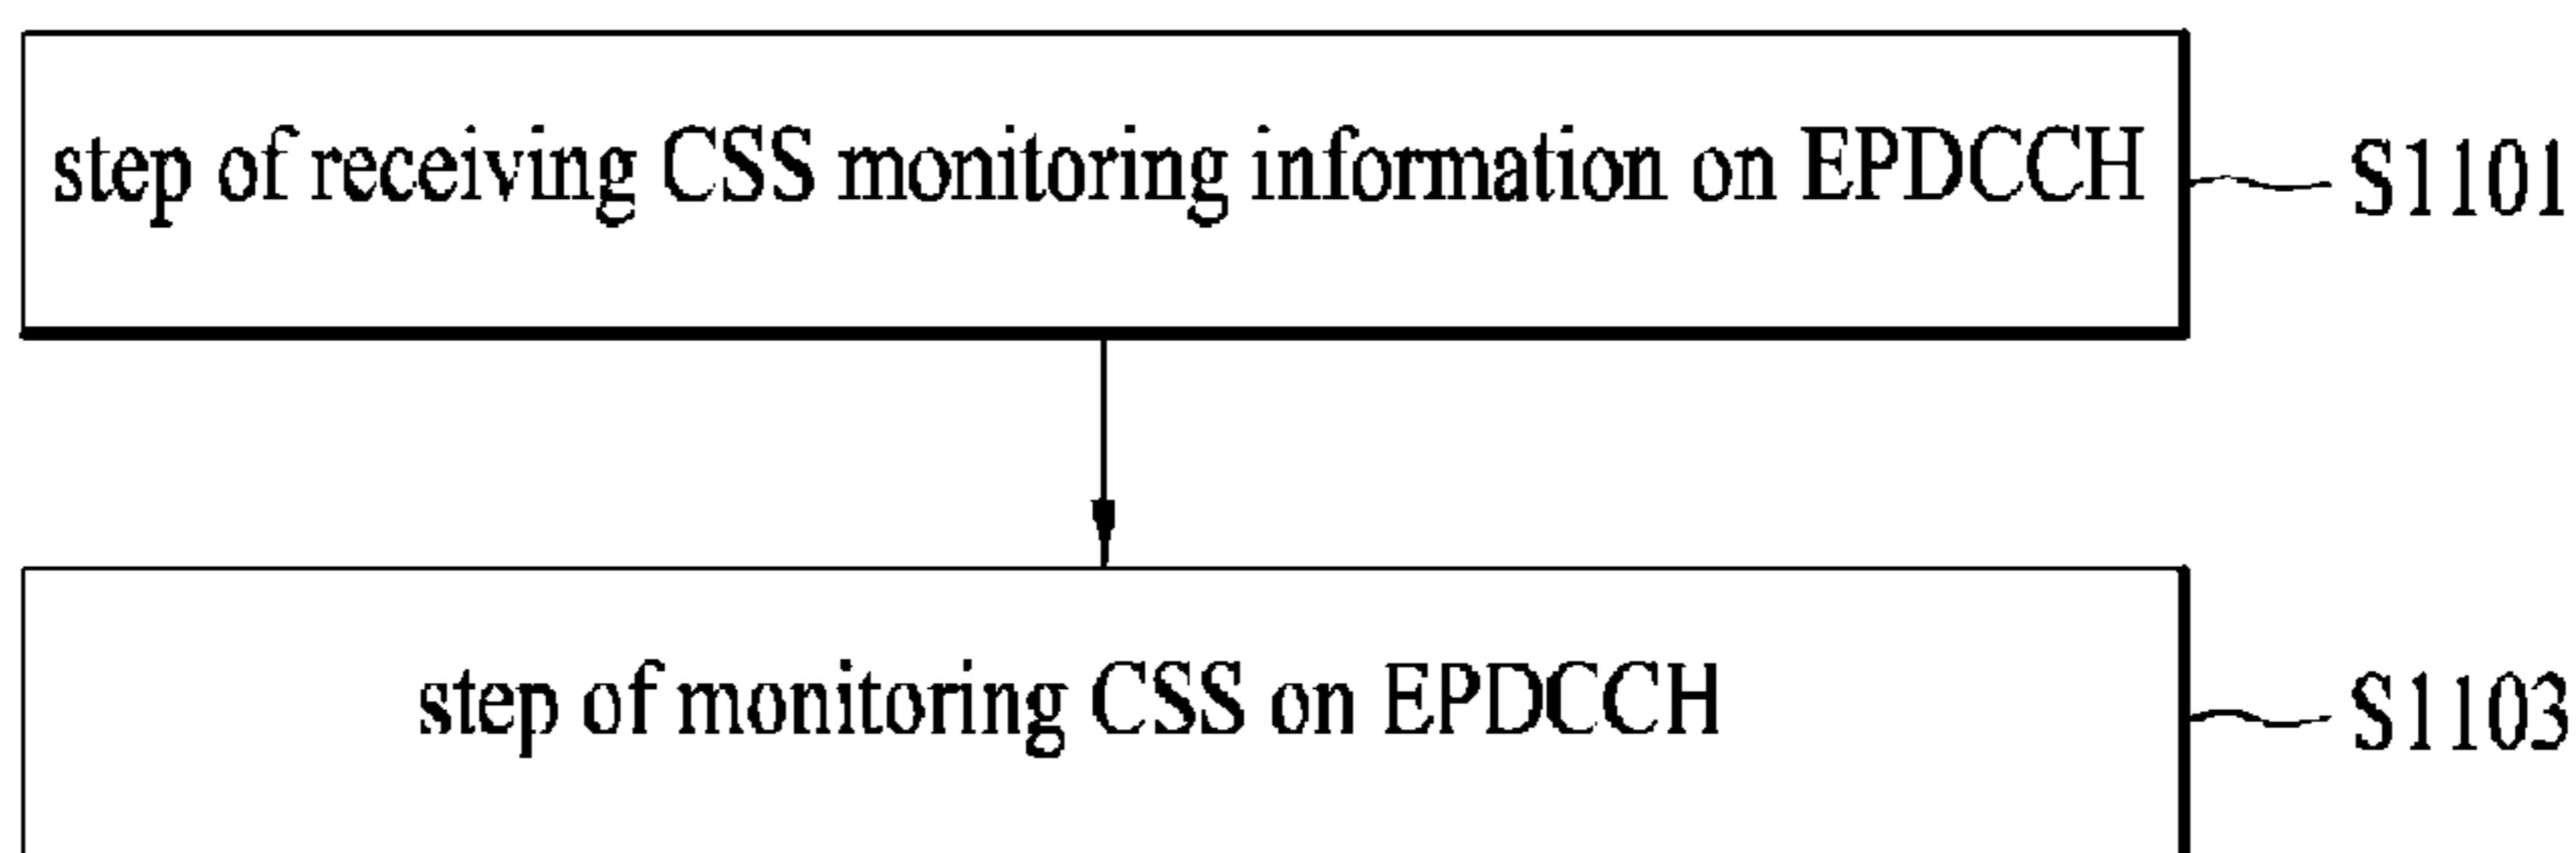 step of receiving CSS monitoring information on EPDCCH
S1101
step of monitoring CSS on EPDCCH
S1103